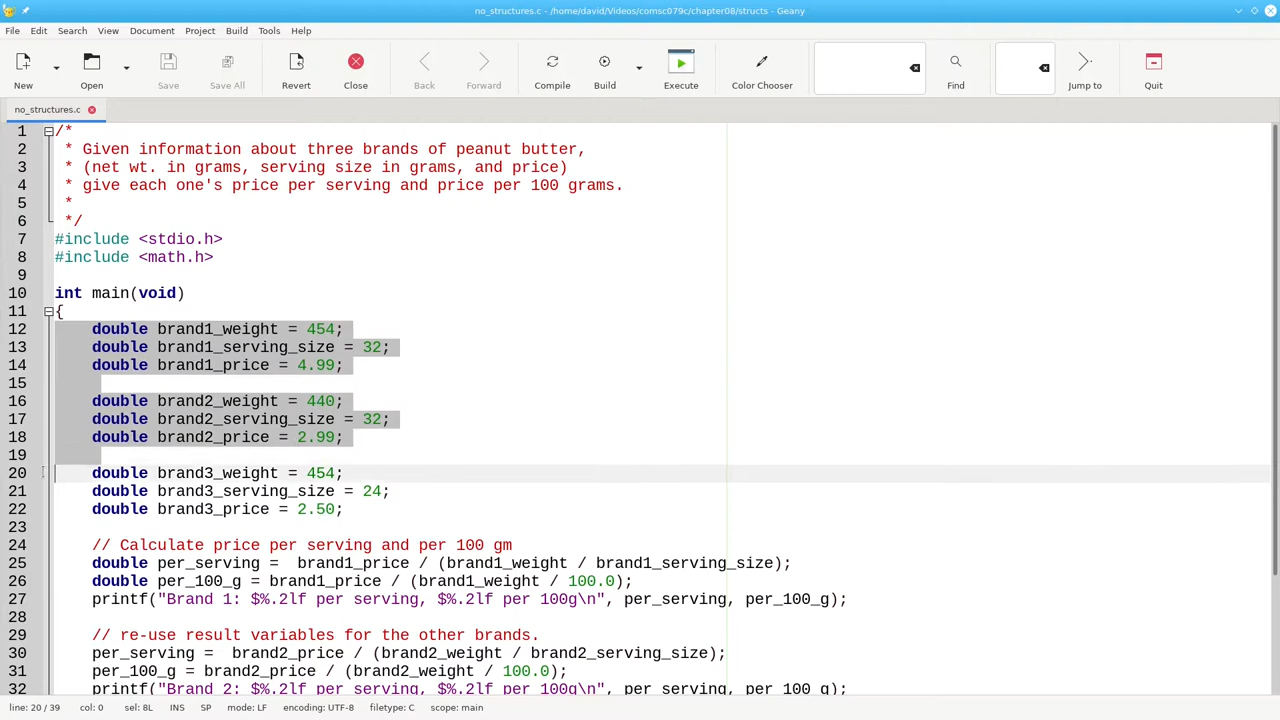 no_structures.c - /home/david/Videos/comsc079c/chapter08/structs - Geany
File Edit Search View Document Project Build Tools Help
New Open Save Save All Revert Close Back Forward Compile Build Execute Color Chooser Find Jump to Quit
no_structures.c
1 /*
2  * Given information about three brands of peanut butter,
3  * (net wt. in grams, serving size in grams, and price)
4  * give each one's price per serving and price per 100 grams.
5  *
6  */
7 #include <stdio.h>
8 #include <math.h>
9
10 int main(void)
11 {
12     double brand1_weight = 454;
13     double brand1_serving_size = 32;
14     double brand1_price = 4.99;
15
16     double brand2_weight = 440;
17     double brand2_serving_size = 32;
18     double brand2_price = 2.99;
19
20     double brand3_weight = 454;
21     double brand3_serving_size = 24;
22     double brand3_price = 2.50;
23
24     // Calculate price per serving and per 100 gm
25     double per_serving =  brand1_price / (brand1_weight / brand1_serving_size);
26     double per_100_g = brand1_price / (brand1_weight / 100.0);
27     printf("Brand 1: $%.2lf per serving, $%.2lf per 100g\n", per_serving, per_100_g);
28
29     // re-use result variables for the other brands.
30     per_serving =  brand2_price / (brand2_weight / brand2_serving_size);
31     per_100_g = brand2_price / (brand2_weight / 100.0);
32     printf("Brand 2: $%.2lf per serving, $%.2lf per 100g\n", per_serving, per_100_g);
line: 20 / 39 col: 0 sel: 8L INS SP mode: LF encoding: UTF-8 filetype: C scope: main